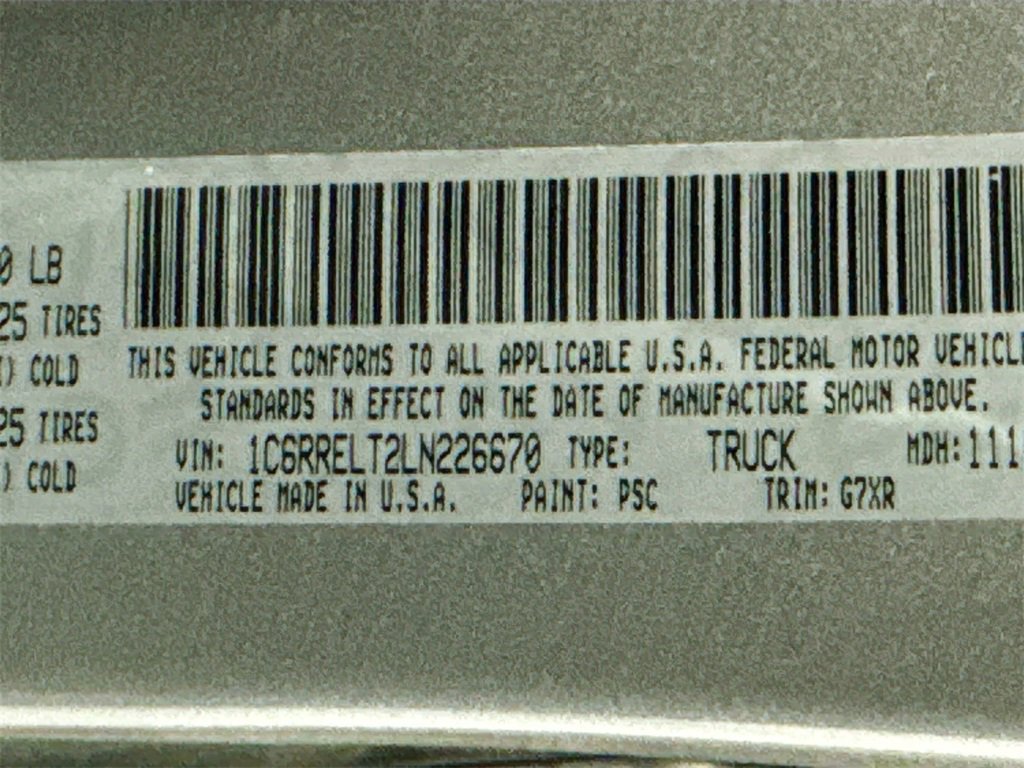 0 LB
25 TIRES
) COLD
25 TIRES
) COLD
THIS VEHICLE CONFORMS TO ALL APPLICABLE U.S.A. FEDERAL MOTOR VEHICLE
STANDARDS IN EFFECT ON THE DATE OF MANUFACTURE SHOWN ABOVE.
VIN: 1C6RRELT2LN226670 TYPE: TRUCK MDH:111
VEHICLE MADE IN U.S.A. PAINT: PSC TRIM: G7XR